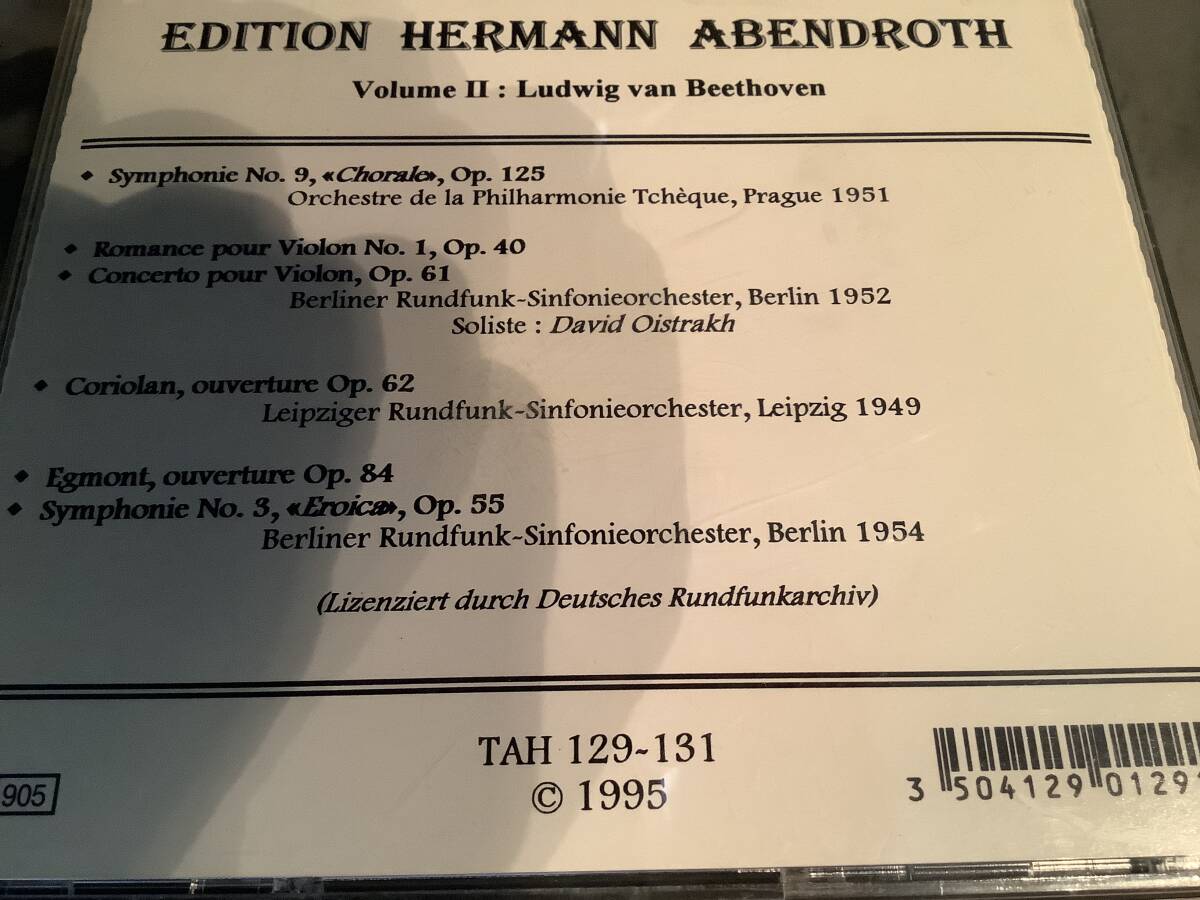 EDITION HERMANN ABENDROTH
Volume II : Ludwig van Beethoven
◆ Symphonie No. 9, «Chorale», Op. 125
Orchestre de la Philharmonie Tchèque, Prague 1951
◆ Romance pour Violon No. 1, Op. 40
◆ Concerto pour Violon, Op. 61
Berliner Rundfunk-Sinfonieorchester, Berlin 1952
Soliste : David Oistrakh
◆ Coriolan, ouverture Op. 62
Leipziger Rundfunk-Sinfonieorchester, Leipzig 1949
◆ Egmont, ouverture Op. 84
◆ Symphonie No. 3, «Eroica», Op. 55
Berliner Rundfunk-Sinfonieorchester, Berlin 1954
(Lizenziert durch Deutsches Rundfunkarchiv)
TAH 129-131
© 1995
905
3 504129 01291